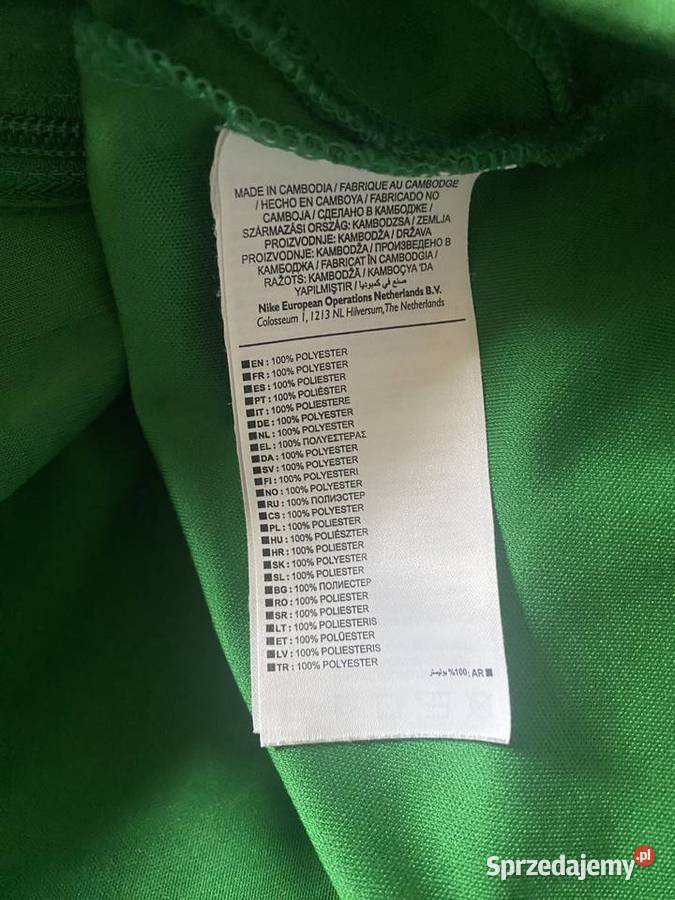 MADE IN CAMBODIA / FABRIQUE AU CAMBODGE
/ HECHO EN CAMBOYA / FABRICADO NO
CAMBOJA / СДЕЛАНО В КАМБОДЖЕ /
SZÁRMAZÁSI ORSZÁG: KAMBODZSA / ZEMLJA
PROIZVODNJE: KAMBODŽA / DRŽAVA
PROIZVODNJE: KAMBODŽA / ПРОИЗВЕДЕНО В
КАМБОДЖА / FABRICAT ÎN CAMBODGIA /
RAŽOTS: KAMBODŽĀ / KAMBOÇYA 'DA
YAPILMIŞTIR / صنع في كمبوديا
Nike European Operations Netherlands B.V.
Colosseum 1, 1213 NL Hilversum, The Netherlands
EN : 100% POLYESTER
FR : 100% POLYESTER
ES : 100% POLIESTER
PT : 100% POLIÉSTER
IT : 100% POLIESTERE
DE : 100% POLYESTER
NL : 100% POLYESTER
EL : 100% ΠΟΛΥΕΣΤΕΡΑΣ
DA : 100% POLYESTER
SV : 100% POLYESTER
FI : 100% POLYESTERI
NO : 100% POLYESTER
RU : 100% ПОЛИЭСТЕР
CS : 100% POLYESTER
PL : 100% POLIESTER
HU : 100% POLIÉSZTER
HR : 100% POLIESTER
SK : 100% POLYESTER
SL : 100% POLIESTER
BG : 100% ПОЛИЕСТЕР
RO : 100% POLIESTER
SR : 100% POLIESTER
LT : 100% POLIESTERIS
ET : 100% POLÜESTER
LV : 100% POLIESTERIS
TR : 100% POLYESTER
AR : 100% بوليستر
Sprzedajemy.pl